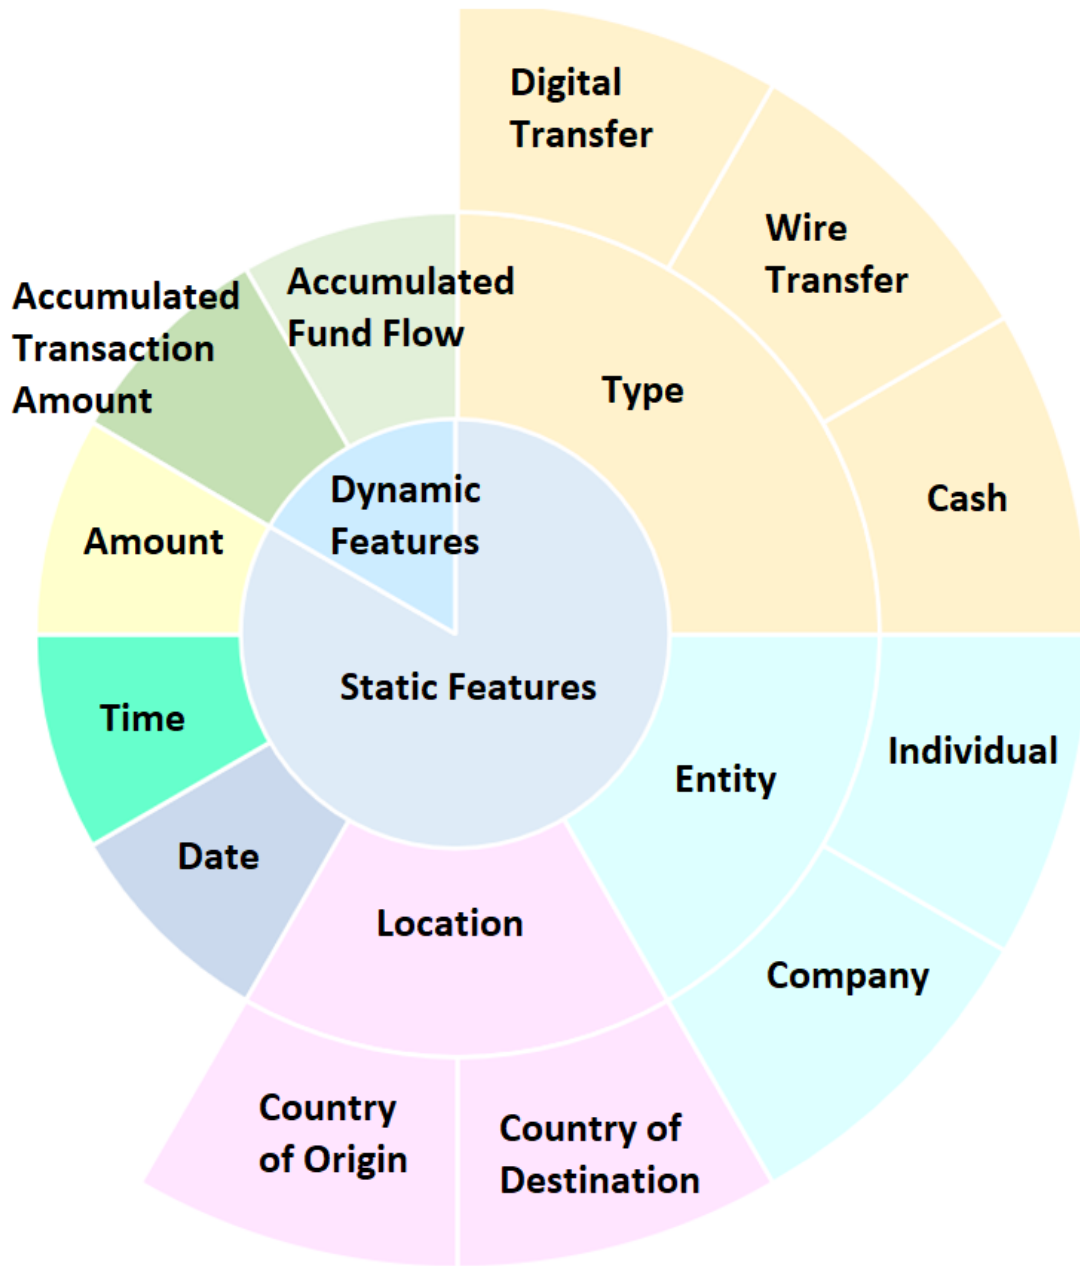 Digital
Transfer
Wire
Transfer
Accumulated
Fund Flow
Accumulated
Transaction
Amount
Type
Cash
Dynamic
Features
Amount
Static Features
Time
Individual
Entity
Date
Location
Company
Country
of Origin
Country of
Destination